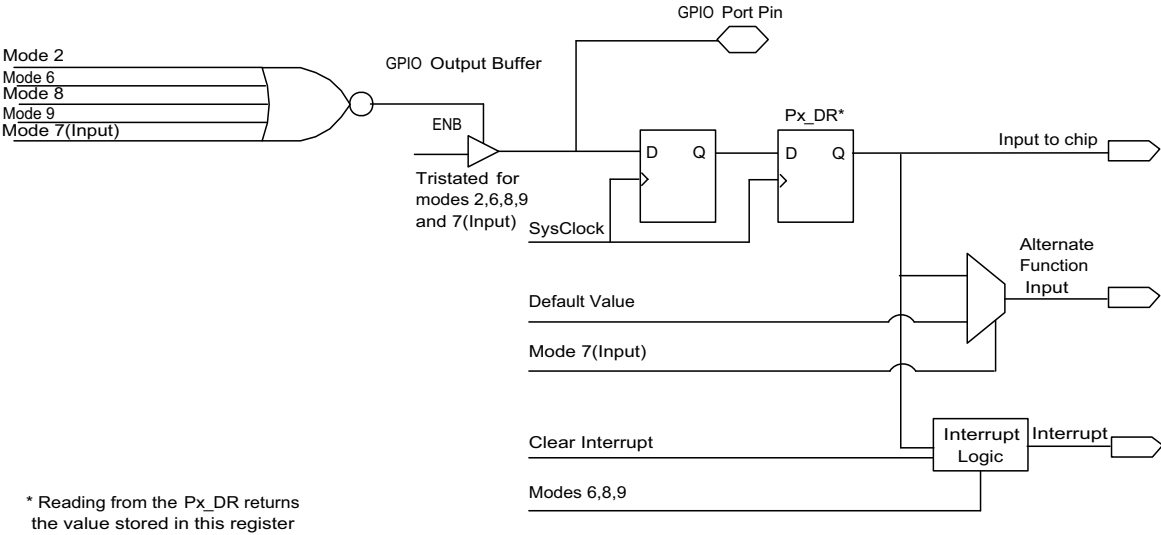 GPIO Port Pin
Mode 2
Mode 6
Mode 8
Mode 9
Mode 7(Input)
GPIO Output Buffer
ENB
Tristated for
modes 2,6,8,9
and 7(Input)
SysClock
D Q
Px_DR*
D Q
Input to chip
Alternate
Function
Input
Default Value
Mode 7(Input)
Clear Interrupt
Interrupt
Logic
Interrupt
Modes 6,8,9
* Reading from the Px_DR returns
the value stored in this register